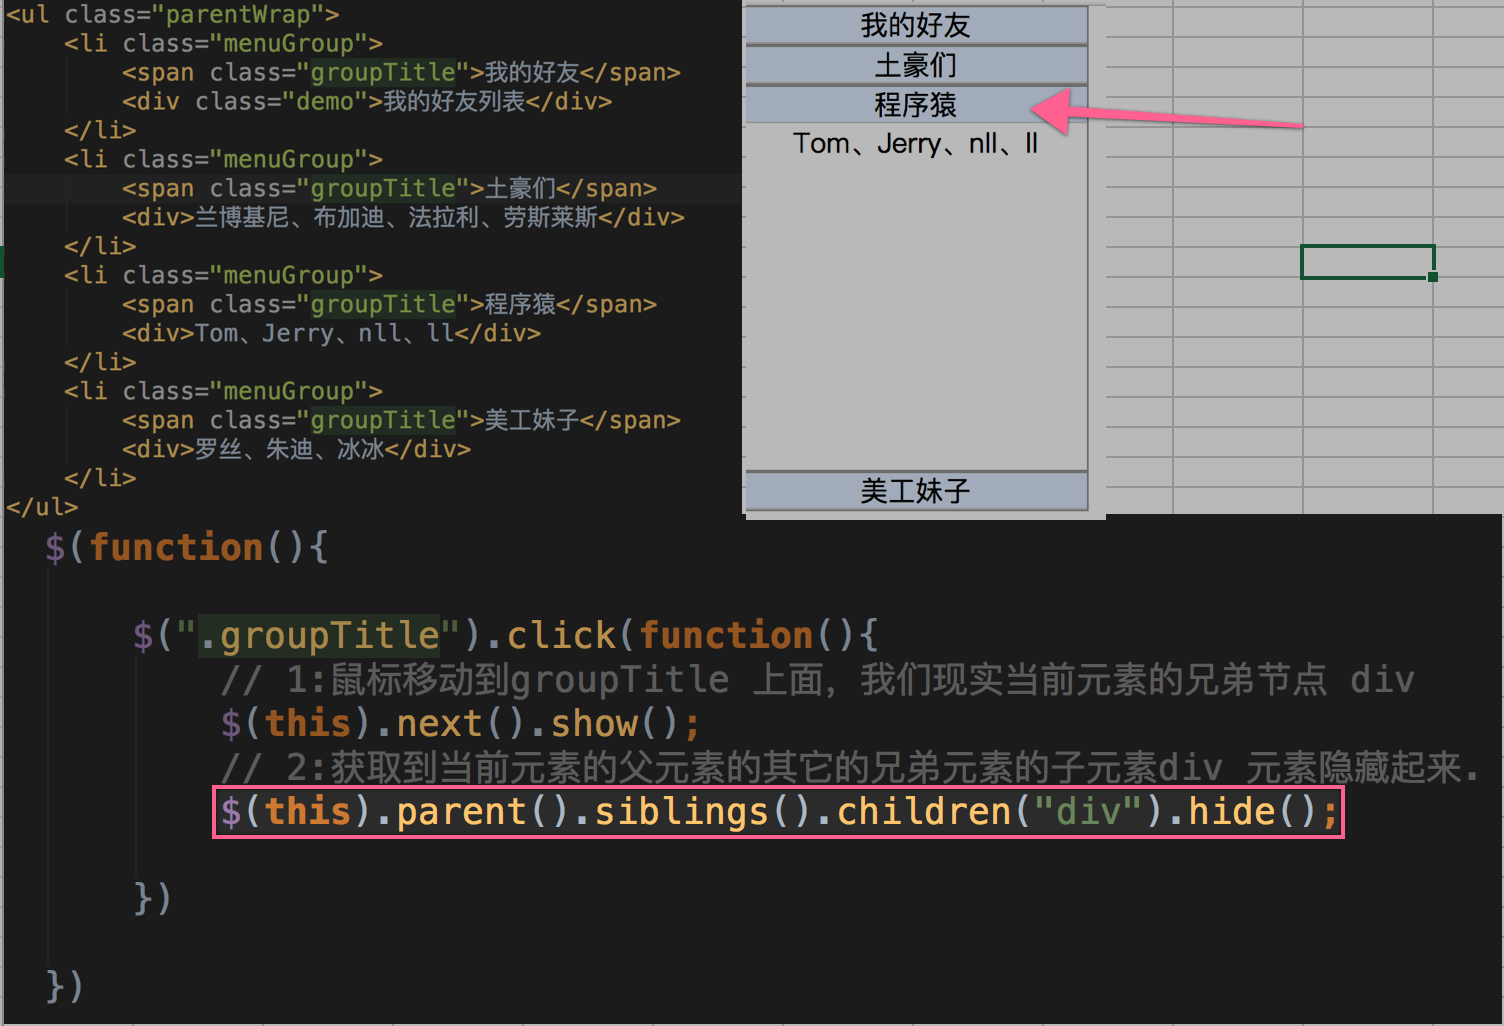 <ul class="parentWrap">
<li class="menuGroup">
<span class="groupTitle">我的好友</span>
<div class="demo">我的好友列表</div>
</li>
<li class="menuGroup">
<span class="groupTitle">土豪们</span>
<div>兰博基尼、布加迪、法拉利、劳斯莱斯</div>
</li>
<li class="menuGroup">
<span class="groupTitle">程序猿</span>
<div>Tom、Jerry、nll、ll</div>
</li>
<li class="menuGroup">
<span class="groupTitle">美工妹子</span>
<div>罗丝、朱迪、冰冰</div>
</li>
</ul>
我的好友
土豪们
程序猿
Tom、Jerry、nll、ll
美工妹子
$(function(){
$(".groupTitle").click(function(){
// 1:鼠标移动到groupTitle 上面，我们现实当前元素的兄弟节点 div
$(this).next().show();
// 2:获取到当前元素的父元素的其它的兄弟元素的子元素div 元素隐藏起来.
$(this).parent().siblings().children("div").hide();
})
})